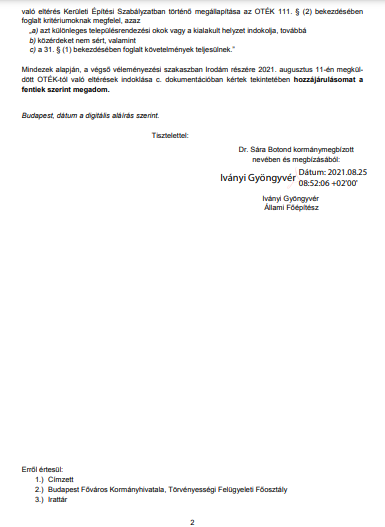 való eltérés Kerületi Építési Szabályzatban történő megállapítása az OTÉK 111. § (2) bekezdésében
foglalt kritériumoknak megfelel, azaz
„a) azt különleges településrendezési okok vagy a kialakult helyzet indokolja, továbbá
b) közérdeket nem sért, valamint
c) a 31. § (1) bekezdésében foglalt követelmények teljesülnek.”
Mindezek alapján, a végső véleményezési szakaszban Irodám részére 2021. augusztus 11-én megkül-
dött OTÉK-tól való eltérések indoklása c. dokumentációban kértek tekintetében hozzájárulásomat a
fentiek szerint megadom.
Budapest, dátum a digitális aláírás szerint.
Tisztelettel:
Dr. Sára Botond kormánymegbízott
nevében és megbízásából:
Iványi Gyöngyvér Dátum: 2021.08.25
08:52:06 +02'00'
Iványi Gyöngyvér
Állami Főépítész
Erről értesül:
1.) Címzett
2.) Budapest Főváros Kormányhivatala, Törvényességi Felügyeleti Főosztály
3.) Irattár
2